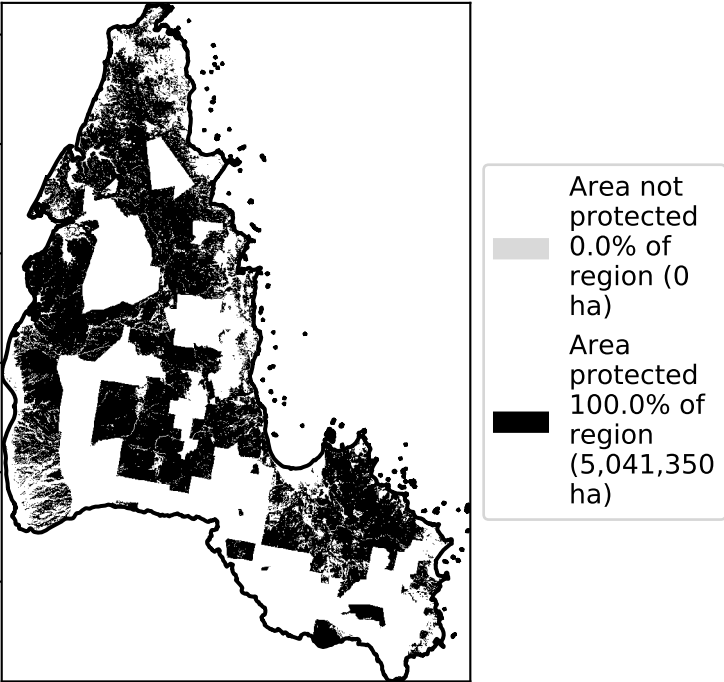 Area not
protected
0.0% of
region (0
ha)
Area
protected
100.0% of
region
(5,041,350
ha)